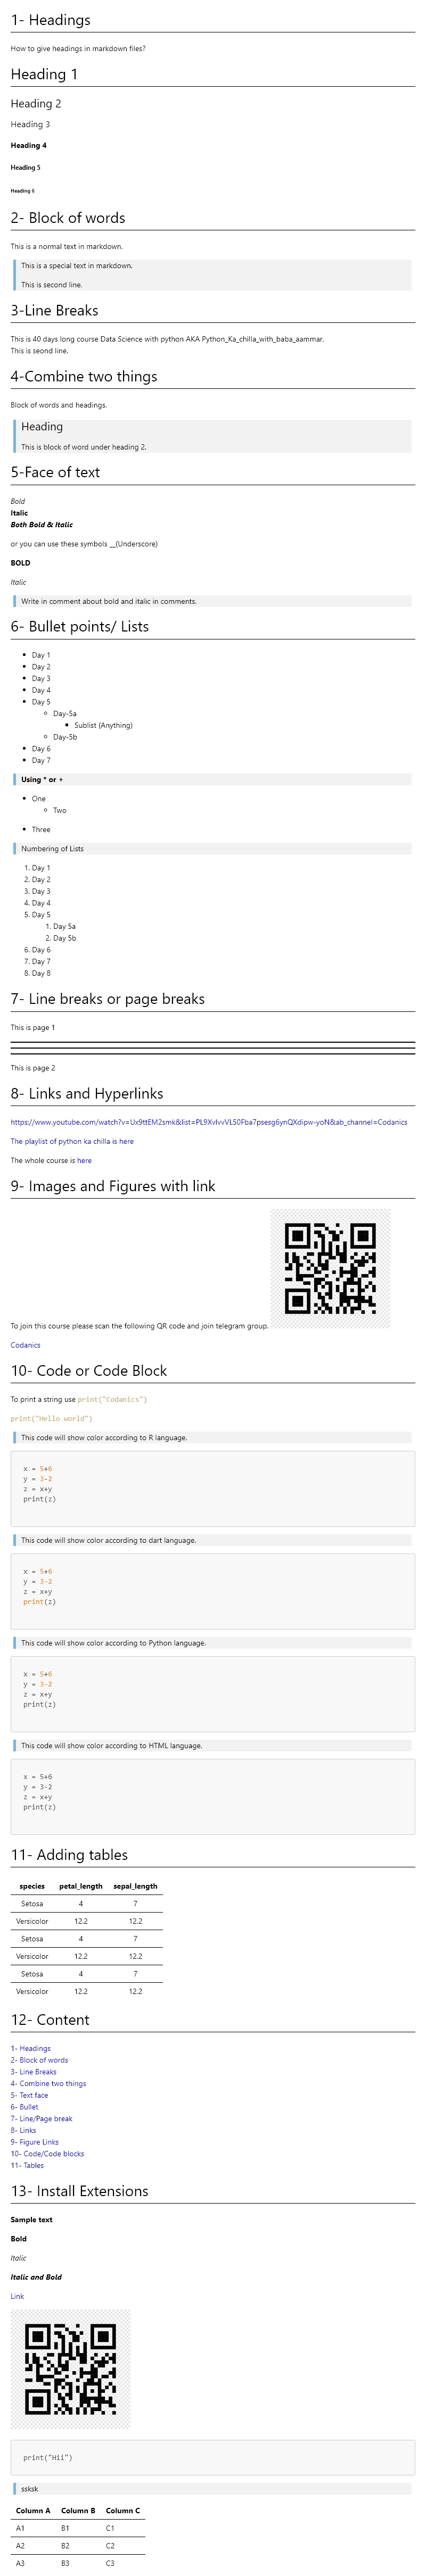 1- Headings
How to give headings in markdown files?
Heading 1
Heading 2
Heading 3
Heading 4
Heading 5
Heading 6
2- Block of words
This is a normal text in markdown.
This is a special text in markdown.
This is second line.
3-Line Breaks
This is 40 days long course Data Science with python AKA Python_Ka_chilla_with_baba_aammar.
This is seond line.
4-Combine two things
Block of words and headings.
Heading
This is block of word under heading 2.
5-Face of text
Bold
Italic
Both Bold & Italic
or you can use these symbols __(Underscore)
BOLD
Italic
Write in comment about bold and italic in comments.
6- Bullet points/ Lists
• Day 1
• Day 2
• Day 3
• Day 4
• Day 5
◦ Day-5a
▪ Sublist (Anything)
◦ Day-5b
• Day 6
• Day 7
Using * or +
• One
◦ Two
• Three
Numbering of Lists
1. Day 1
2. Day 2
3. Day 3
4. Day 4
5. Day 5
1. Day 5a
2. Day 5b
6. Day 6
7. Day 7
8. Day 8
7- Line breaks or page breaks
This is page 1
This is page 2
8- Links and Hyperlinks
https://www.youtube.com/watch?v=Ux9ttEM2smk&list=PL9XvIvvVL50Fba7psesg6ynQXdipw-yoN&ab_channel=Codanics
The playlist of python ka chilla is here
The whole course is here
9- Images and Figures with link
To join this course please scan the following QR code and join telegram group.
Codanics
10- Code or Code Block
To print a string use print("Codanics")
print("Hello world")
This code will show color according to R language.
x = 5+6
y = 3-2
z = x+y
print(z)
This code will show color according to dart language.
x = 5+6
y = 3-2
z = x+y
print(z)
This code will show color according to Python language.
x = 5+6
y = 3-2
z = x+y
print(z)
This code will show color according to HTML language.
x = 5+6
y = 3-2
z = x+y
print(z)
11- Adding tables
species petal_length sepal_length
Setosa 4 7
Versicolor 12.2 12.2
Setosa 4 7
Versicolor 12.2 12.2
Setosa 4 7
Versicolor 12.2 12.2
12- Content
1- Headings
2- Block of words
3- Line Breaks
4- Combine two things
5- Text face
6- Bullet
7- Line/Page break
8- Links
9- Figure Links
10- Code/Code blocks
11- Tables
13- Install Extensions
Sample text
Bold
Italic
Italic and Bold
Link
print("Hii")
ssksk
Column A Column B Column C
A1 B1 C1
A2 B2 C2
A3 B3 C3